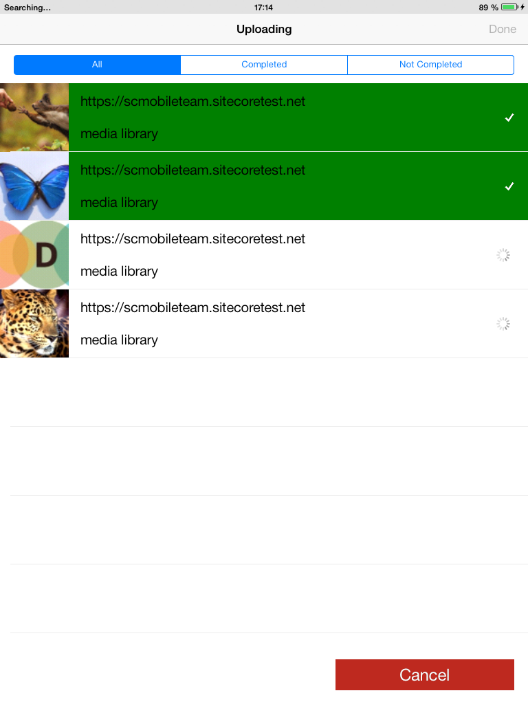 Searching...
17:14
89 %
Uploading
Done
All
Completed
Not Completed
https://scmobileteam.sitecoretest.net
media library
https://scmobileteam.sitecoretest.net
media library
D
https://scmobileteam.sitecoretest.net
media library
https://scmobileteam.sitecoretest.net
media library
Cancel